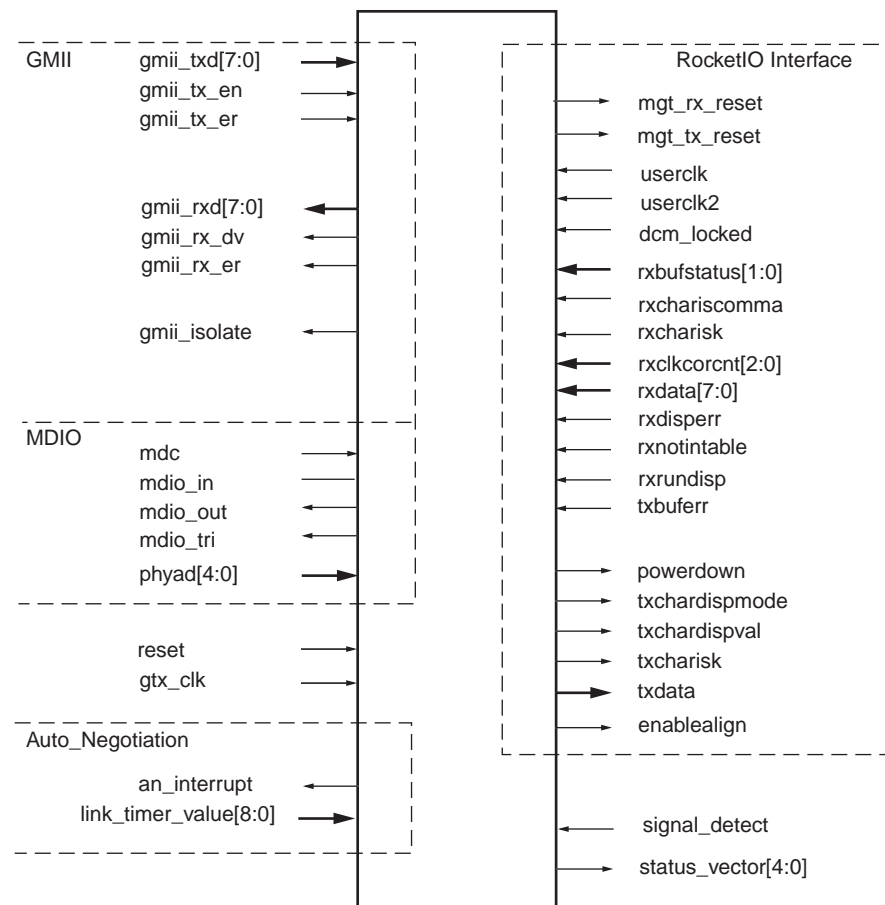 GMII
gmii_txd[7:0]
gmii_tx_en
gmii_tx_er
gmii_rxd[7:0]
gmii_rx_dv
gmii_rx_er
gmii_isolate
MDIO
mdc
mdio_in
mdio_out
mdio_tri
phyad[4:0]
reset
gtx_clk
Auto_Negotiation
an_interrupt
link_timer_value[8:0]
RocketIO Interface
mgt_rx_reset
mgt_tx_reset
userclk
userclk2
dcm_locked
rxbufstatus[1:0]
rxchariscomma
rxcharisk
rxclkcorcnt[2:0]
rxdata[7:0]
rxdisperr
rxnotintable
rxrundisp
txbuferr
powerdown
txchardispmode
txchardispval
txcharisk
txdata
enablealign
signal_detect
status_vector[4:0]